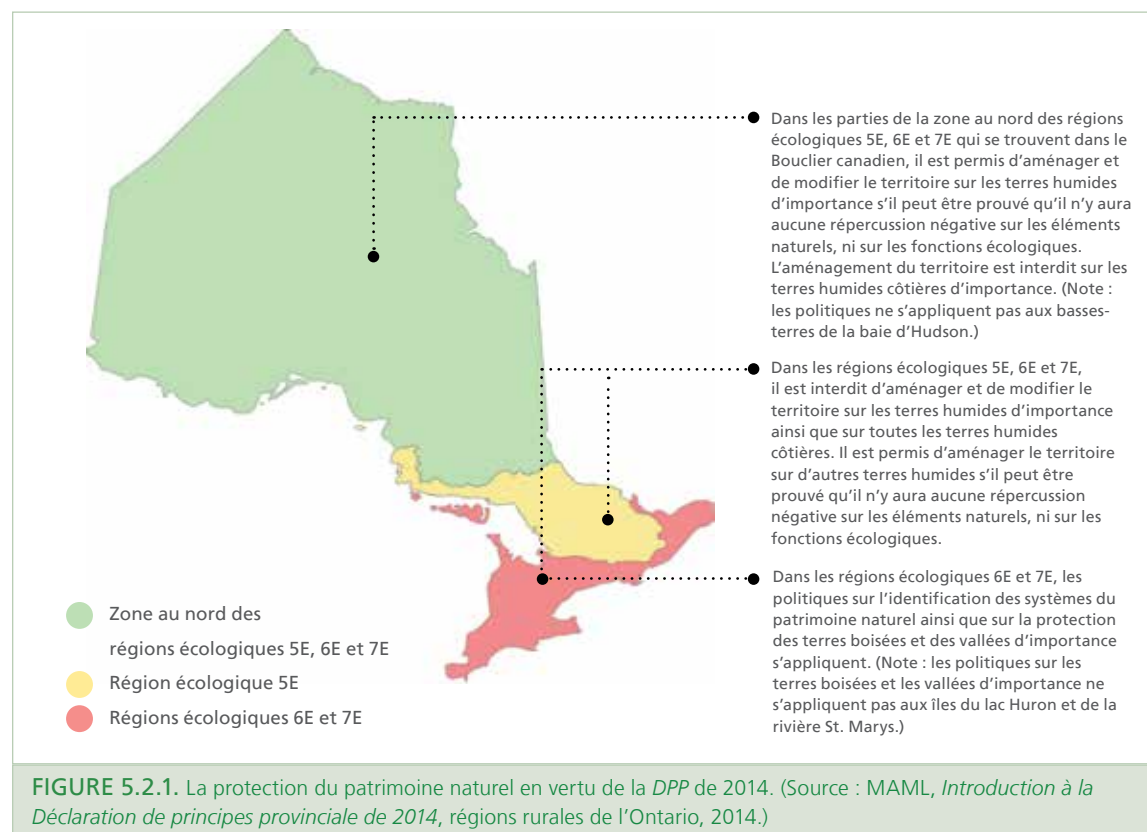 Dans les parties de la zone au nord des régions
écologiques 5E, 6E et 7E qui se trouvent dans le
Bouclier canadien, il est permis d'aménager et
de modifier le territoire sur les terres humides
d'importance s'il peut être prouvé qu'il n'y aura
aucune répercussion négative sur les éléments
naturels, ni sur les fonctions écologiques.
L'aménagement du territoire est interdit sur les
terres humides côtières d'importance. (Note :
les politiques ne s'appliquent pas aux basses-
terres de la baie d'Hudson.)
Dans les régions écologiques 5E, 6E et 7E,
il est interdit d'aménager et de modifier le
territoire sur les terres humides d'importance
ainsi que sur toutes les terres humides
côtières. Il est permis d'aménager le territoire
sur d'autres terres humides s'il peut être
prouvé qu'il n'y aura aucune répercussion
négative sur les éléments naturels, ni sur les
fonctions écologiques.
Dans les régions écologiques 6E et 7E, les
politiques sur l'identification des systèmes du
patrimoine naturel ainsi que sur la protection
des terres boisées et des vallées d'importance
s'appliquent. (Note : les politiques sur les
terres boisées et les vallées d'importance ne
s'appliquent pas aux îles du lac Huron et de la
rivière St. Marys.)
Zone au nord des
régions écologiques 5E, 6E et 7E
Région écologique 5E
Régions écologiques 6E et 7E
FIGURE 5.2.1. La protection du patrimoine naturel en vertu de la DPP de 2014. (Source : MAML, Introduction à la
Déclaration de principes provinciale de 2014, régions rurales de l'Ontario, 2014.)